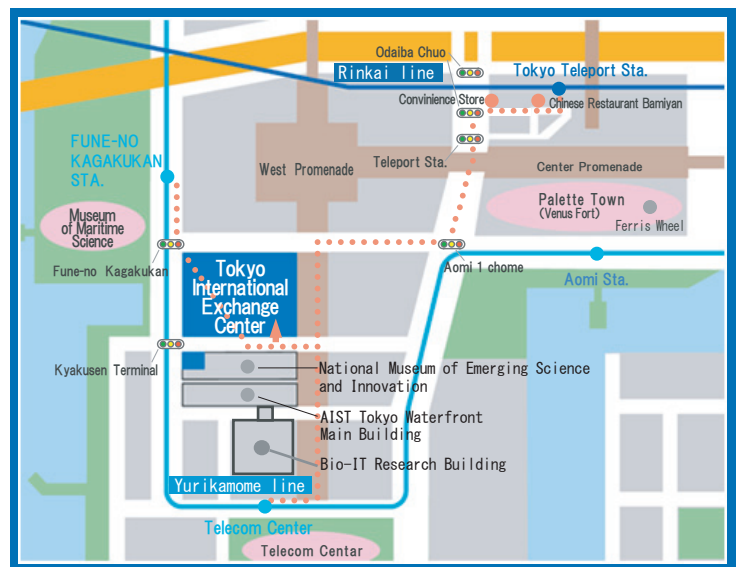 Odaiba Chuo
Rinkai line
Tokyo Teleport Sta.
Convinience Store
Chinese Restaurant Bamiyan
FUNE-NO
KAGAKUKAN
STA.
West Promenade
Teleport Sta.
Center Promenade
Palette Town
(Venus Fort)
Ferris Wheel
Museum
of Maritime
Science
Fune-no Kagakukan
Tokyo
International
Exchange
Center
Aomi 1 chome
Aomi Sta.
Kyakusen Terminal
National Museum of Emerging Science
and Innovation
AIST Tokyo Waterfront
Main Building
Bio-IT Research Building
Yurikamome line
Telecom Center
Telecom Centar